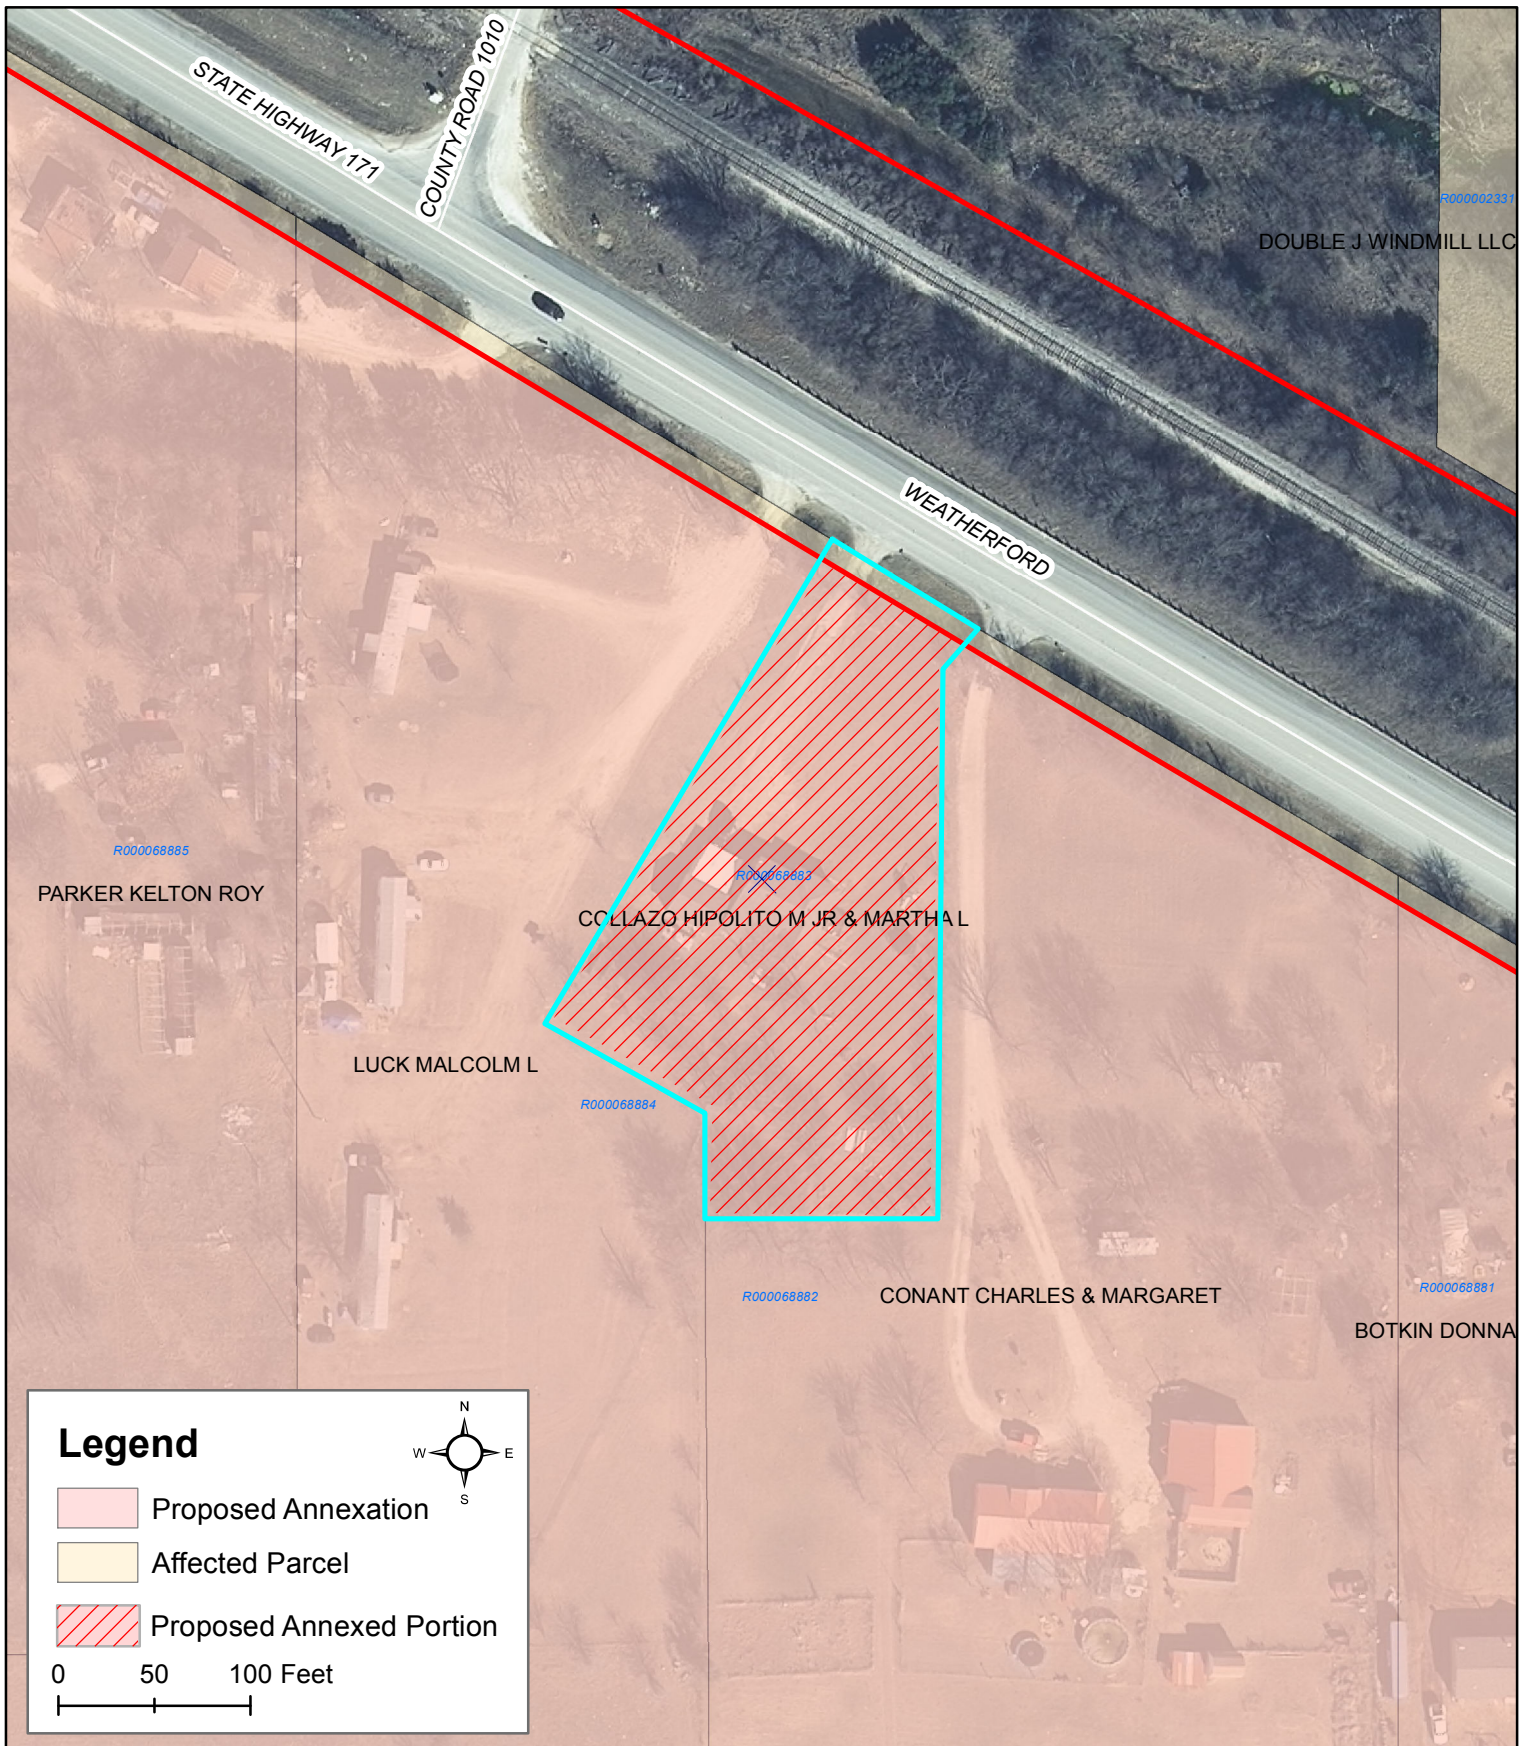 STATE HIGHWAY 171
COUNTY ROAD 1010
R000002331
DOUBLE J WINDMILL LLC
WEATHERFORD
R000068885
PARKER KELTON ROY
R000068883
COLLAZO HIPOLITO M JR & MARTHA L
LUCK MALCOLM L
R000068884
R000068882
CONANT CHARLES & MARGARET
R000068881
BOTKIN DONNA
Legend
N
W
E
S
Proposed Annexation
Affected Parcel
Proposed Annexed Portion
0 50 100 Feet